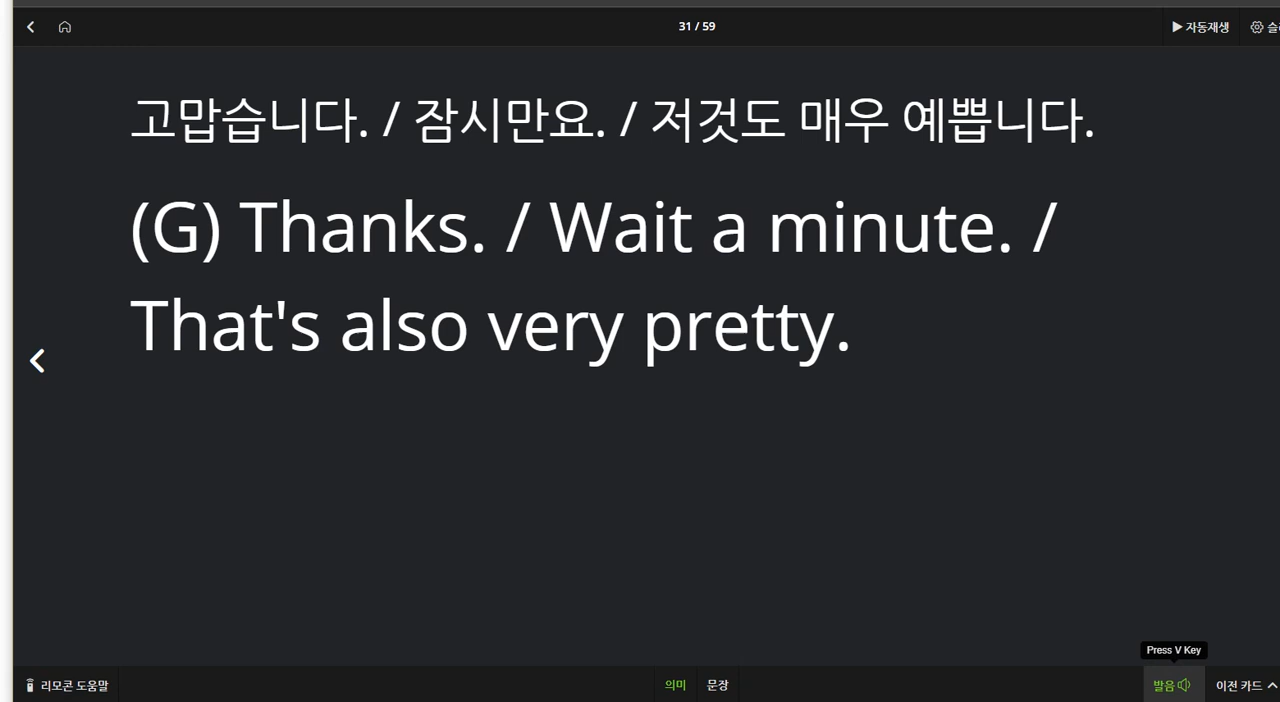 31 / 59
▶ 자동재생
고맙습니다. / 잠시만요. / 저것도 매우 예쁩니다.
(G) Thanks. / Wait a minute. /
That's also very pretty.
Press V Key
리모콘 도움말
의미
문장
발음
이전 카드